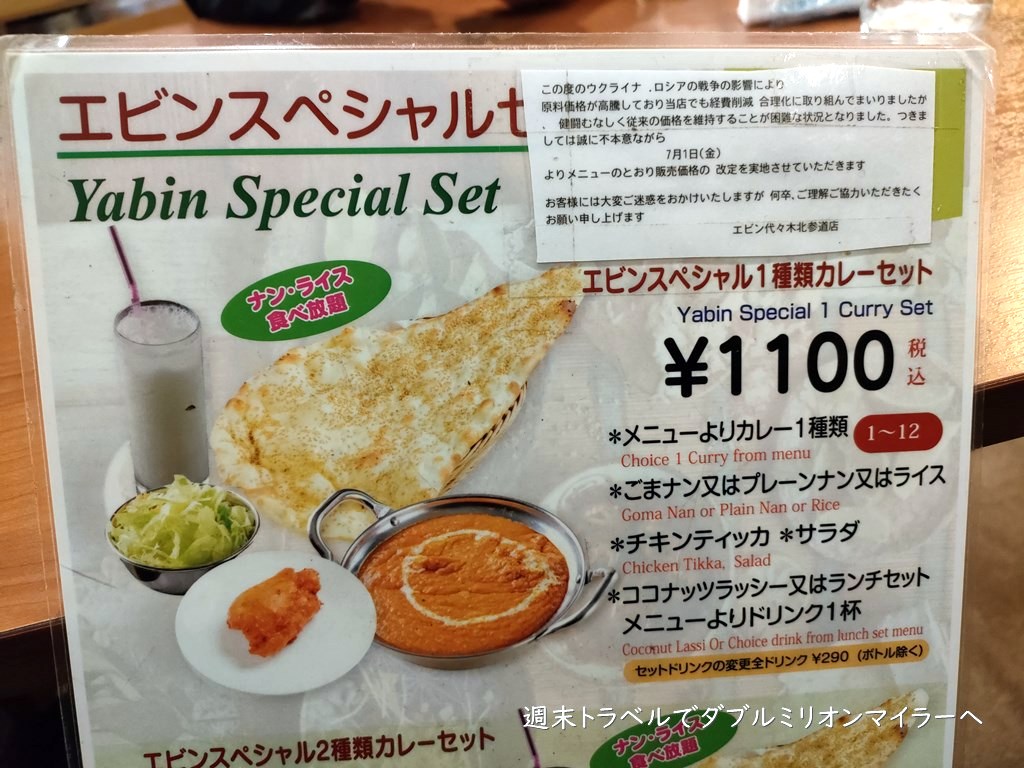 エビンスペシャルセ
Yabin Special Set
この度のウクライナ .ロシアの戦争の影響により
原料価格が高騰しており当店でも経費削減 合理化に取り組んでまいりましたが
、健闘むなしく従来の価格を維持することが困難な状況となりました。つきま
しては誠に不本意ながら
7月1日(金)
よりメニューのとおり販売価格の 改定を実地させていただきます
お客様には大変ご迷惑をおかけいたしますが 何卒、ご理解ご協力いただきたく
お願い申し上げます
エビン代々木北参道店
ナン・ライス
食べ放題
エビンスペシャル1種類カレーセット
Yabin Special 1 Curry Set
¥1100 税込
*メニューよりカレー1種類 1～12
Choice 1 Curry from menu
*ごまナン又はプレーンナン又はライス
Goma Nan or Plain Nan or Rice
*チキンティッカ *サラダ
Chicken Tikka, Salad
*ココナッツラッシー又はランチセット
メニューよりドリンク1杯
Coconut Lassi Or Choice drink from lunch set menu
セットドリンクの変更全ドリンク ¥290 (ボトル除く)
エビンスペシャル2種類カレーセット
ナン・ライス
食べ放題
週末トラベルでダブルミリオンマイラーへ